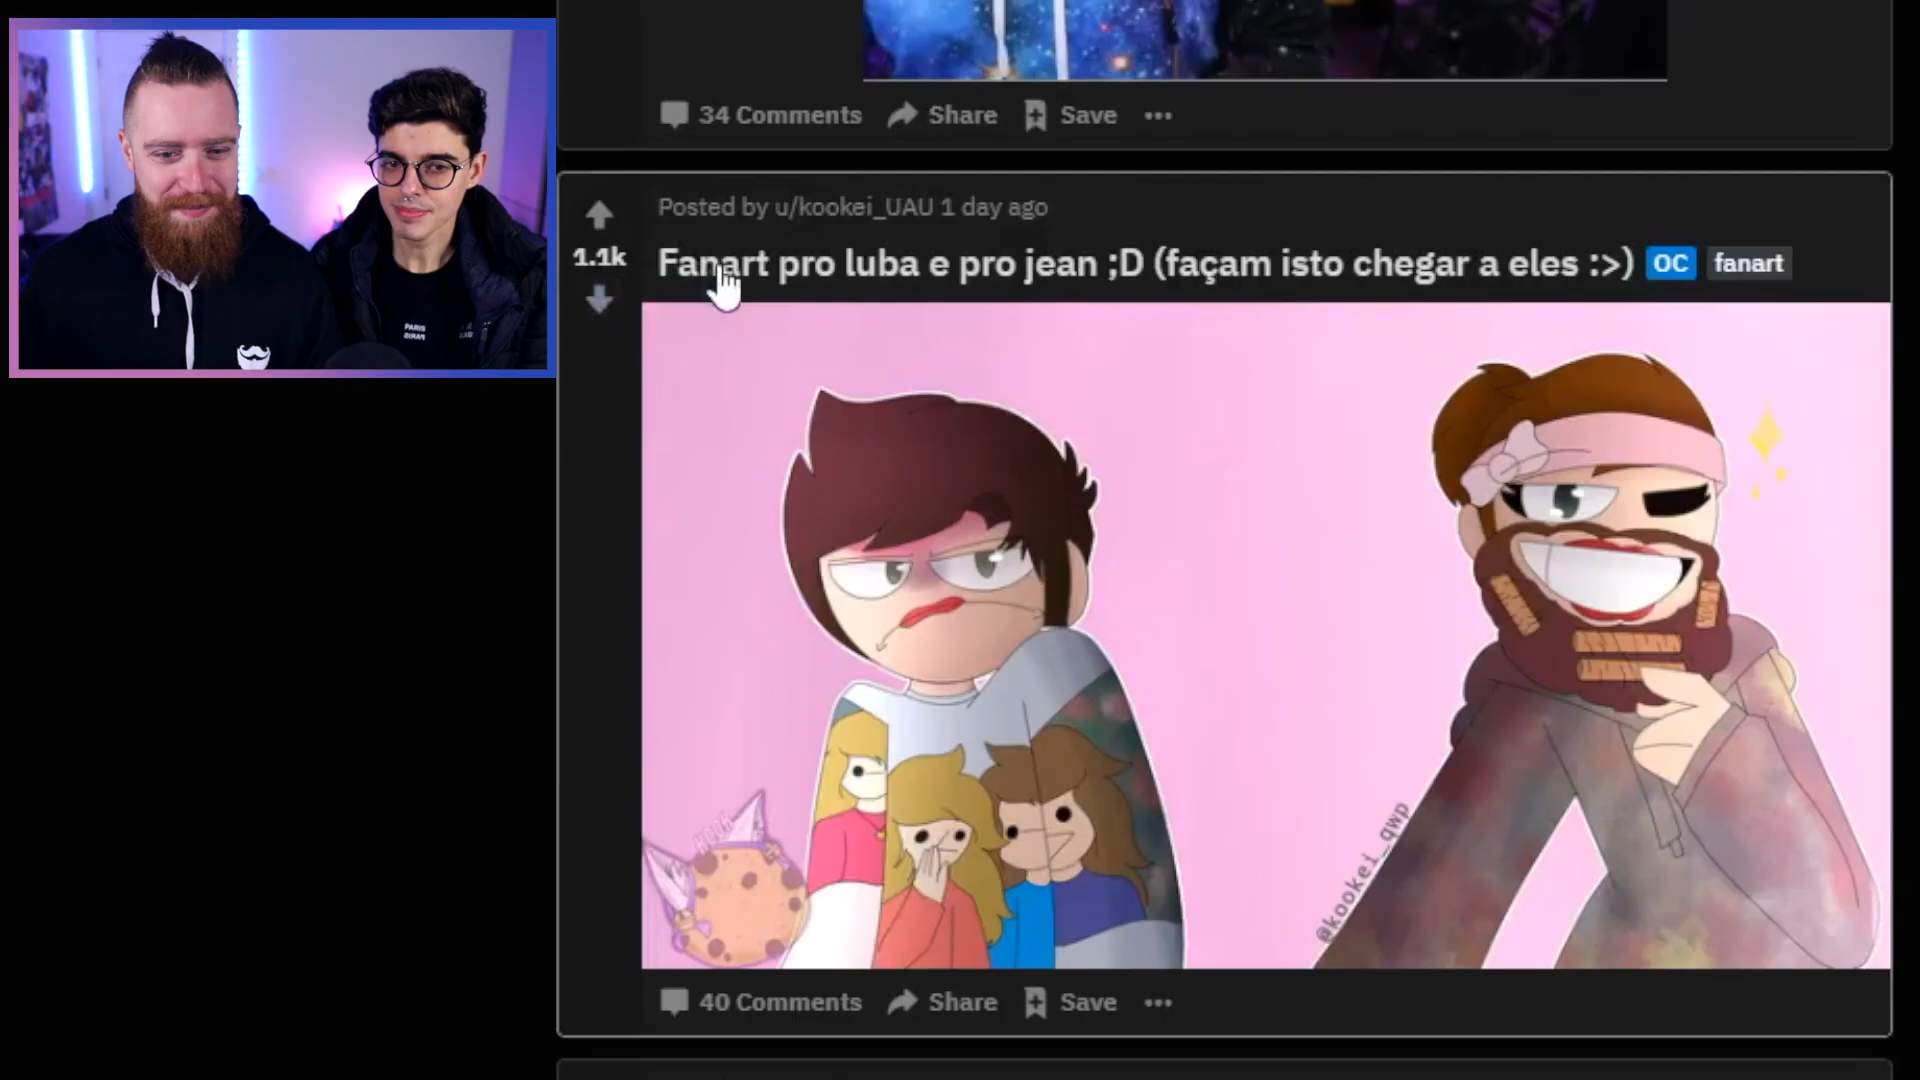 34 Comments Share Save
Posted by u/kookei_UAU 1 day ago
1.1k
Fanart pro luba e pro jean ;D (façam isto chegar a eles :>) OC fanart
PARIS
@kookei_qwp
40 Comments Share Save